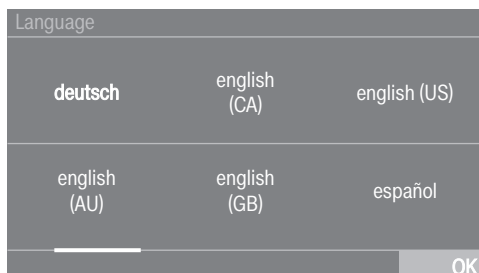 Language
deutsch
english
(CA)
english (US)
english
(AU)
english
(GB)
español
OK